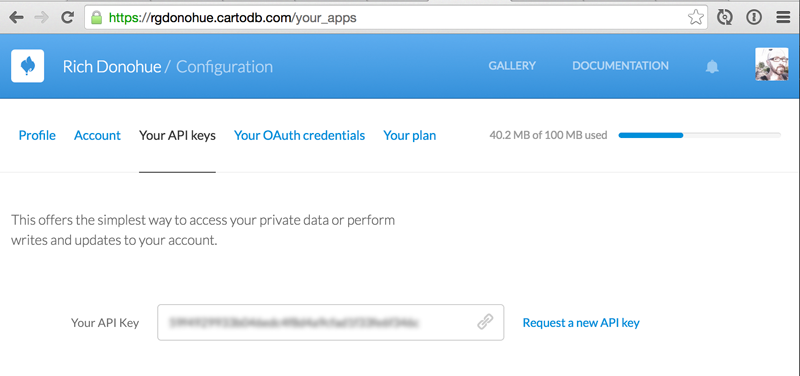 https://rgdonohue.cartodb.com/your_apps
Rich Donohue / Configuration
GALLERY
DOCUMENTATION
Profile
Account
Your API keys
Your OAuth credentials
Your plan
40.2 MB of 100 MB used
This offers the simplest way to access your private data or perform
writes and updates to your account.
Your API Key
Request a new API key